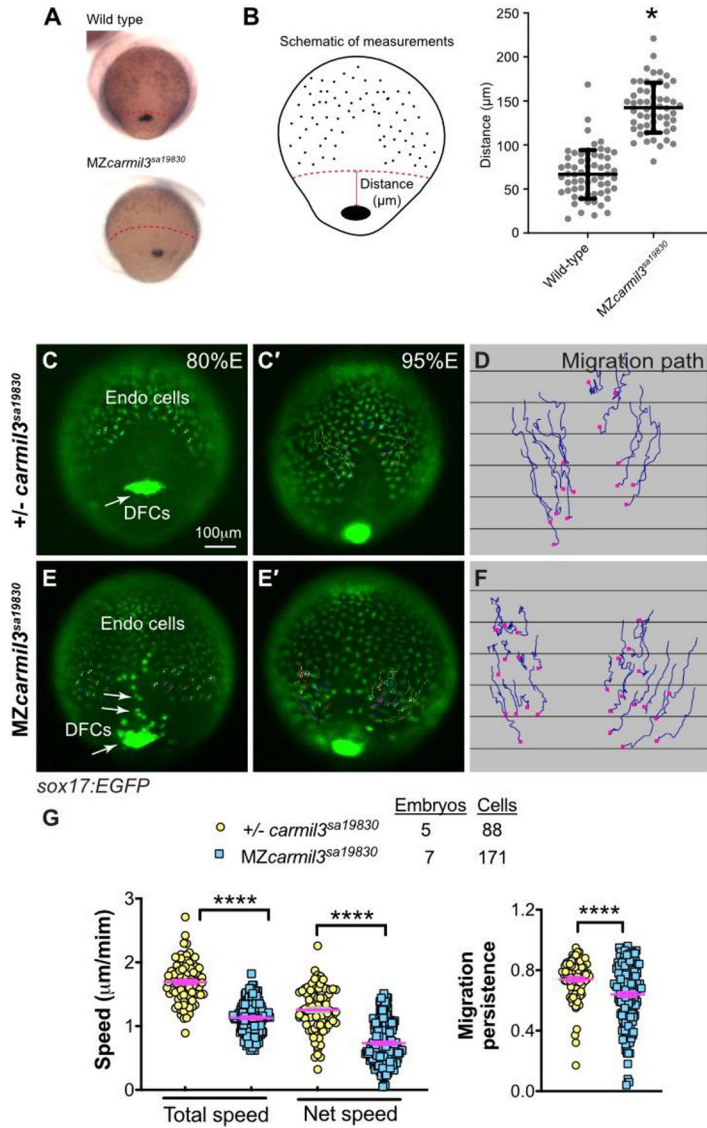 A
Wild type
MZcarmil3sa19830
B
Schematic of measurements
Distance
(μm)
Distance (μm)
250
200
150
100
50
0
*
Wild-type
MZcarmil3sa19830
+/- carmil3sa19830
C
80%E
Endo cells
DFCs
100μm
C′
95%E
D
Migration path
MZcarmil3sa19830
E
Endo cells
DFCs
E′
F
sox17:EGFP
G
Embryos Cells
+/- carmil3sa19830 5 88
MZcarmil3sa19830 7 171
Speed (μm/mim)
3
2
1
0
****
****
Total speed
Net speed
Migration
persistence
1.2
0.8
0.4
0.0
****